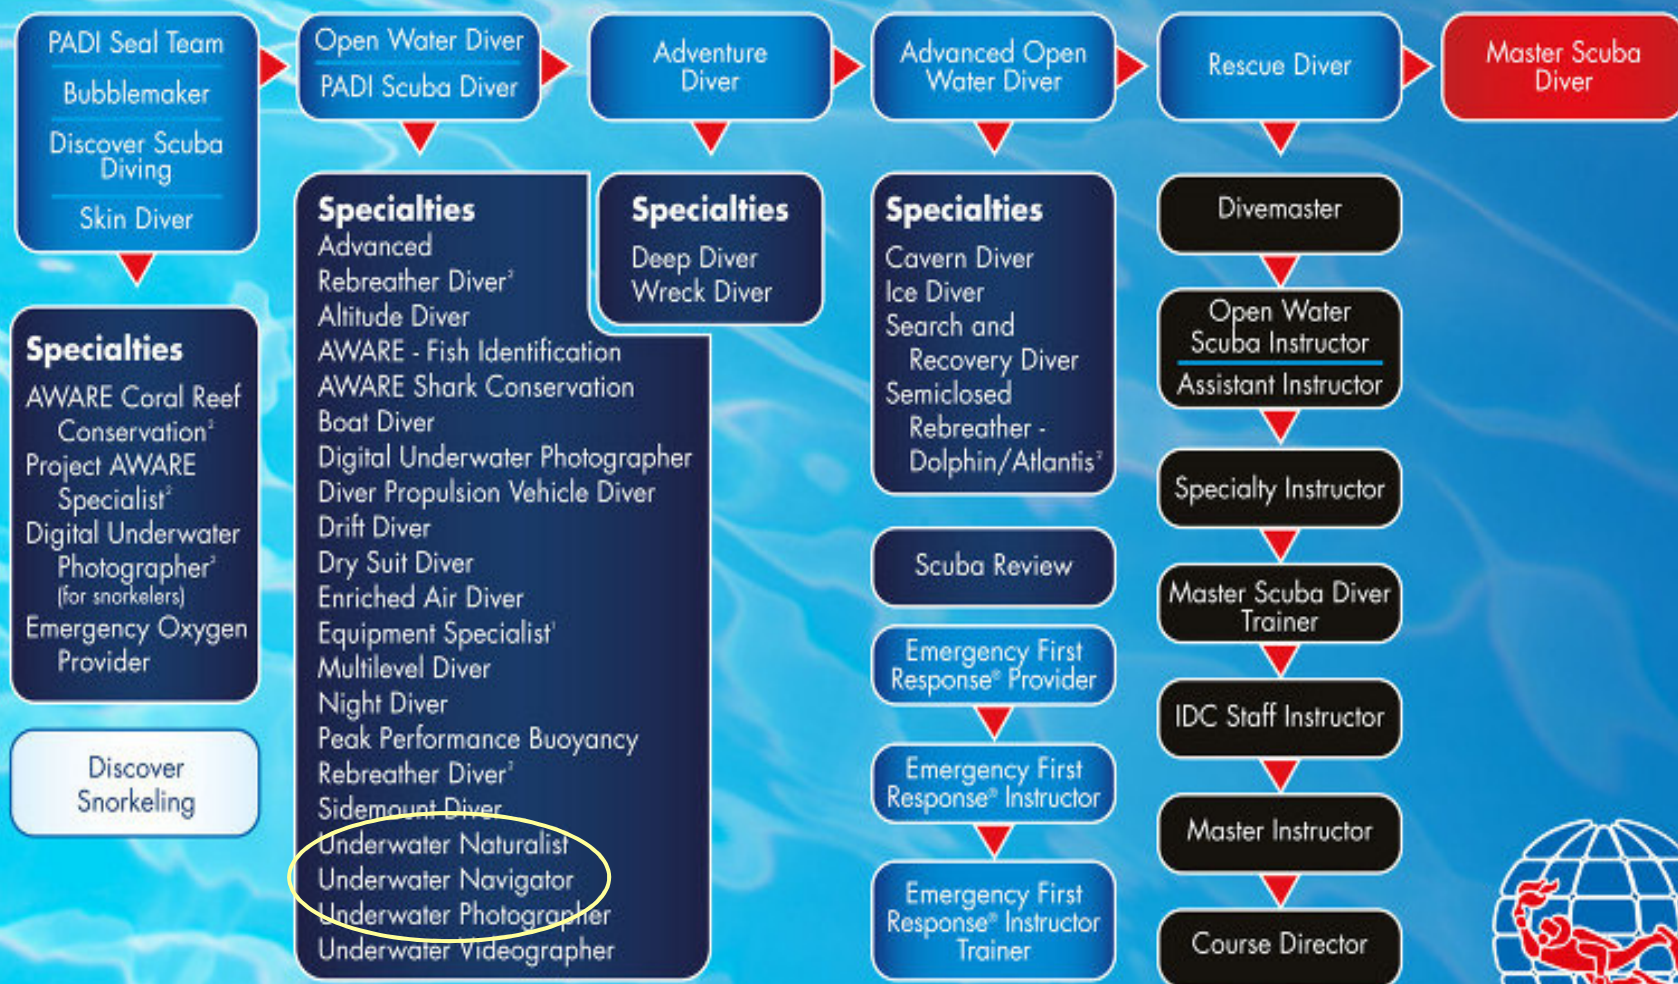 PADI Seal Team
Bubblemaker
Discover Scuba
Diving
Skin Diver
Specialties
AWARE Coral Reef
Conservation²
Project AWARE
Specialist²
Digital Underwater
Photographer³
(for snorkelers)
Emergency Oxygen
Provider
Discover
Snorkeling
Open Water Diver
PADI Scuba Diver
Specialties
Advanced
Rebreather Diver³
Altitude Diver
AWARE - Fish Identification
AWARE Shark Conservation
Boat Diver
Digital Underwater Photographer
Diver Propulsion Vehicle Diver
Drift Diver
Dry Suit Diver
Enriched Air Diver
Equipment Specialist¹
Multilevel Diver
Night Diver
Peak Performance Buoyancy
Rebreather Diver³
Sidemount Diver
Underwater Naturalist
Underwater Navigator
Underwater Photographer
Underwater Videographer
Adventure
Diver
Specialties
Deep Diver
Wreck Diver
Advanced Open
Water Diver
Specialties
Cavern Diver
Ice Diver
Search and
Recovery Diver
Semiclosed
Rebreather -
Dolphin/Atlantis³
Scuba Review
Emergency First
Response® Provider
Emergency First
Response® Instructor
Emergency First
Response® Instructor
Trainer
Rescue Diver
Divemaster
Open Water
Scuba Instructor
Assistant Instructor
Specialty Instructor
Master Scuba Diver
Trainer
IDC Staff Instructor
Master Instructor
Course Director
Master Scuba
Diver